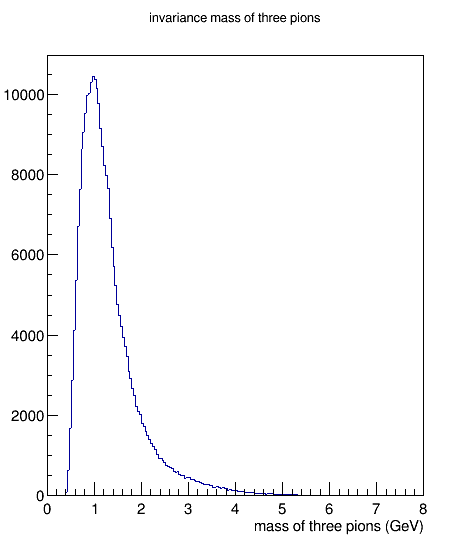 invariance mass of three pions
10000
8000
6000
4000
2000
0
0 1 2 3 4 5 6 7 8
mass of three pions (GeV)